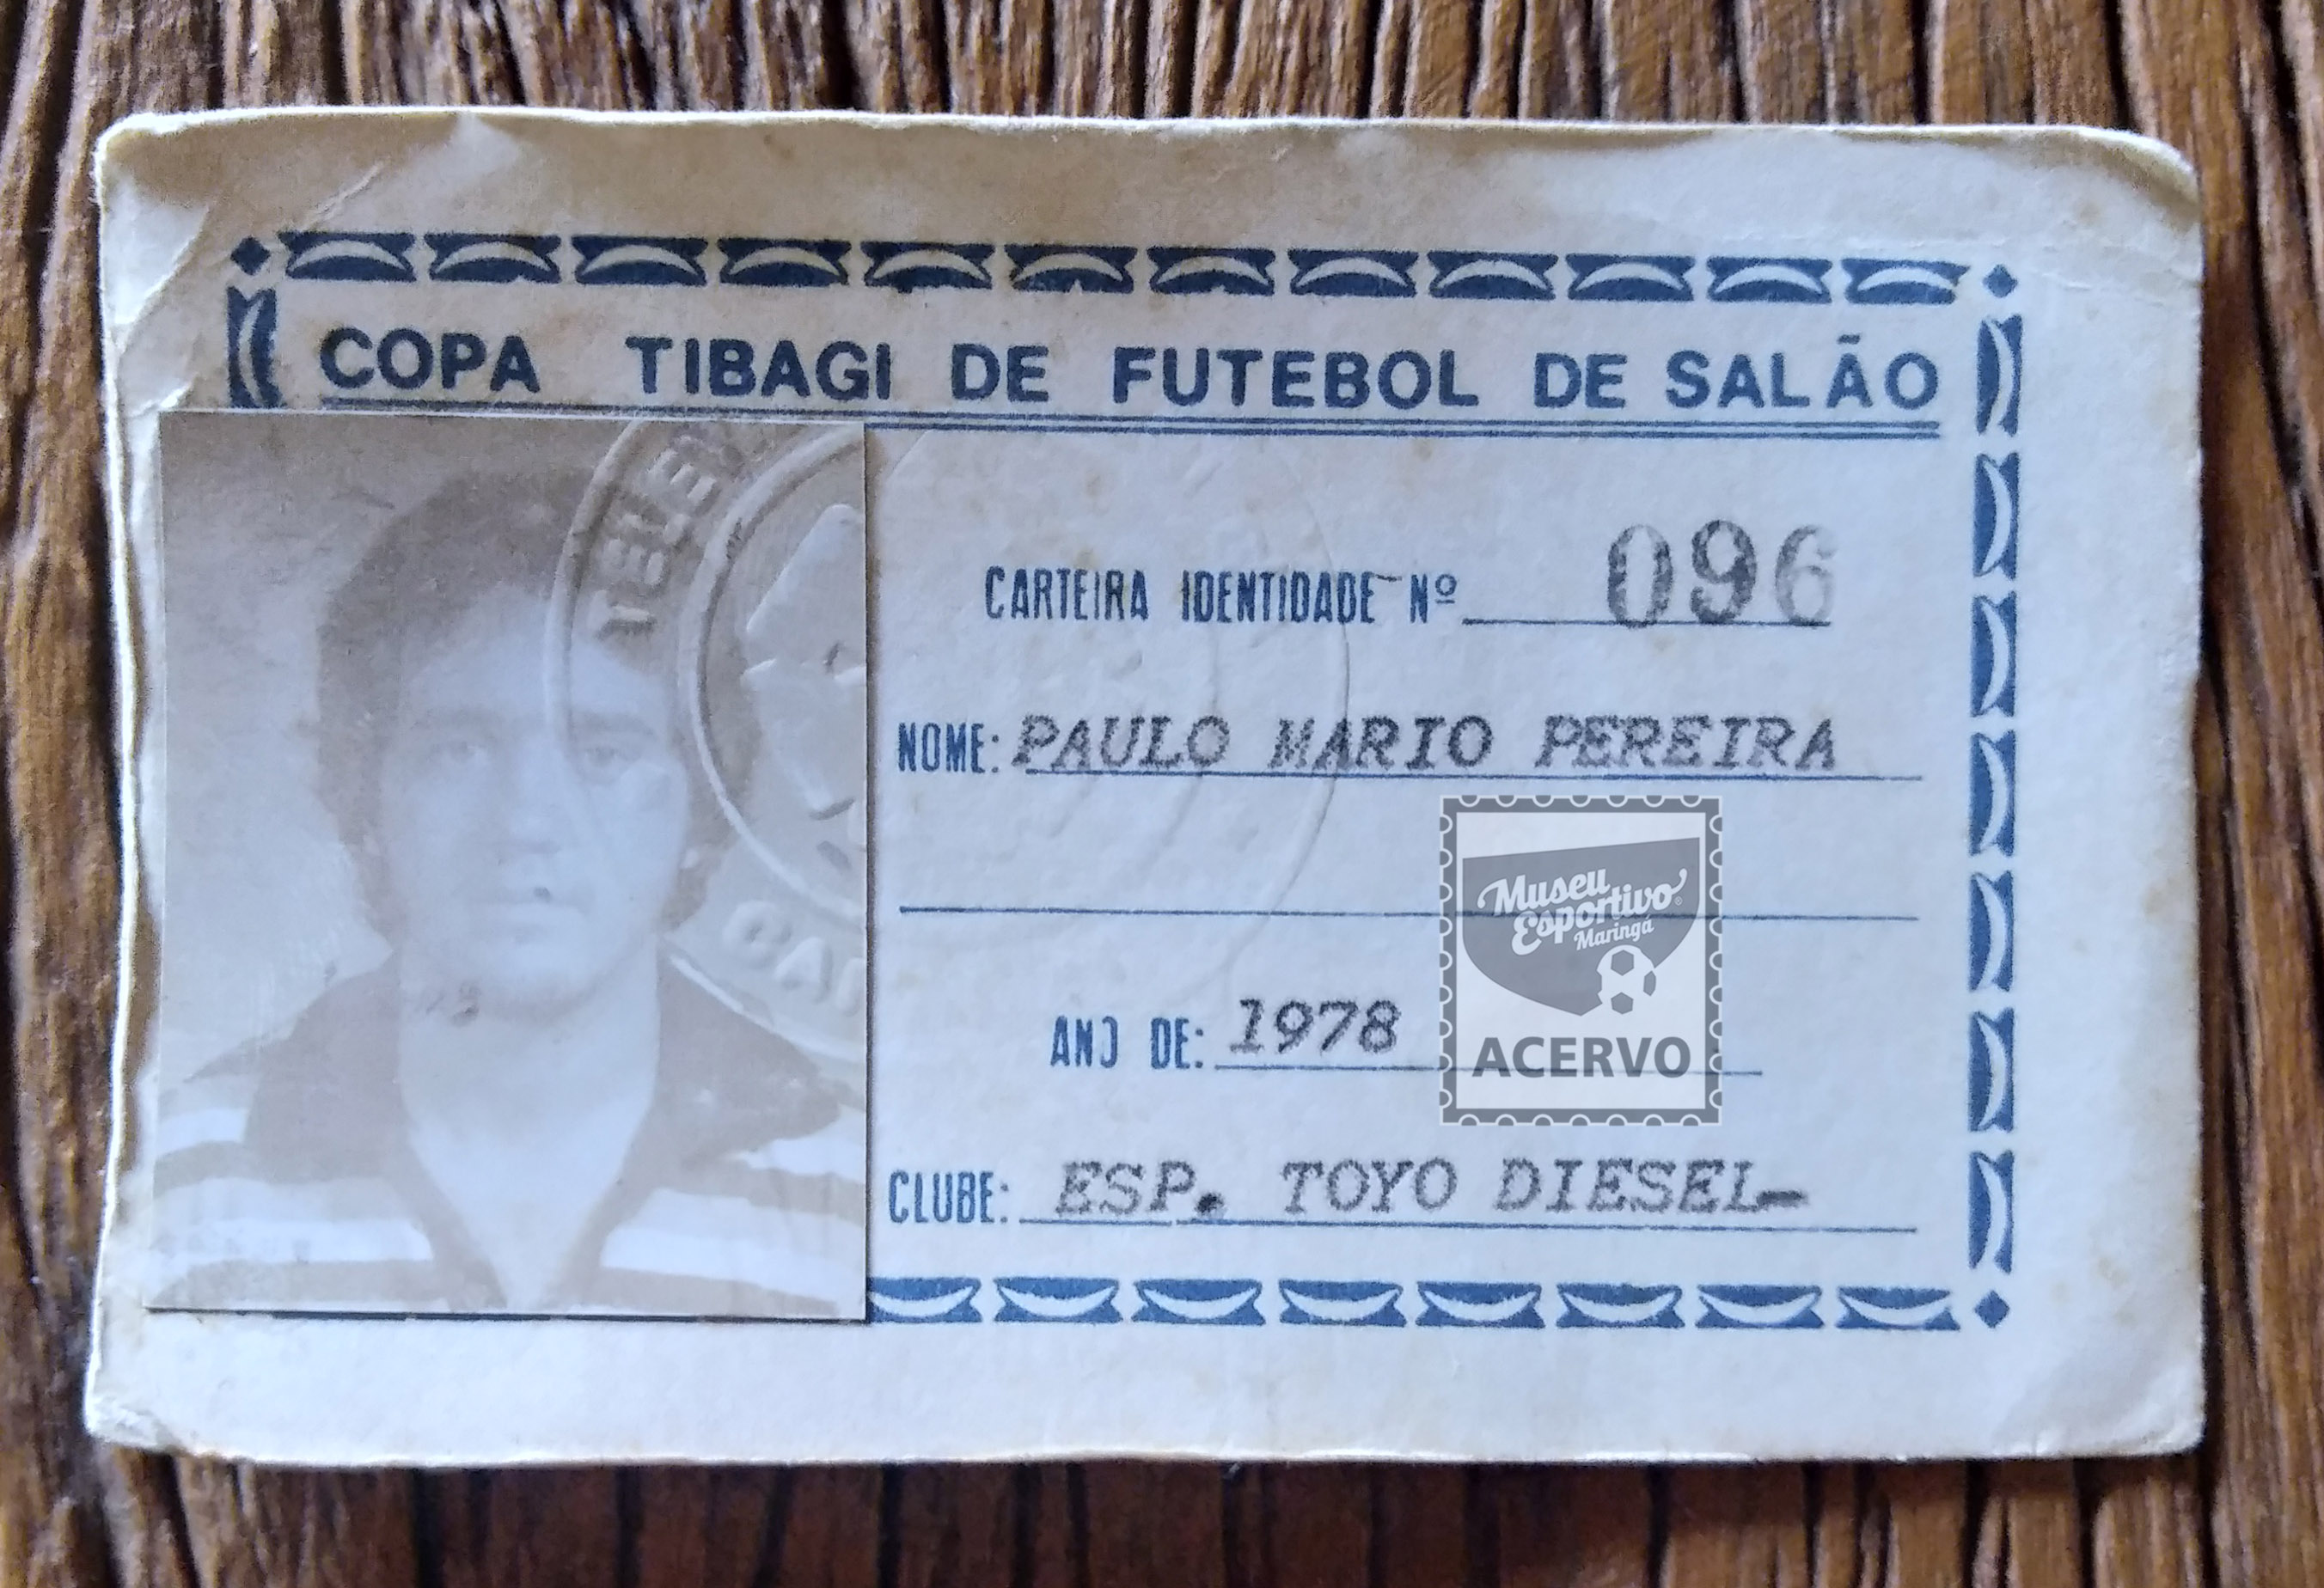 COPA TIBAGI DE FUTEBOL DE SALÃO
CARTEIRA IDENTIDADE Nº 096
NOME: PAULO MARIO PEREIRA
Museu
Esportivo
Maringá
ACERVO
ANO DE: 1978
CLUBE: ESP. TOYO DIESEL-